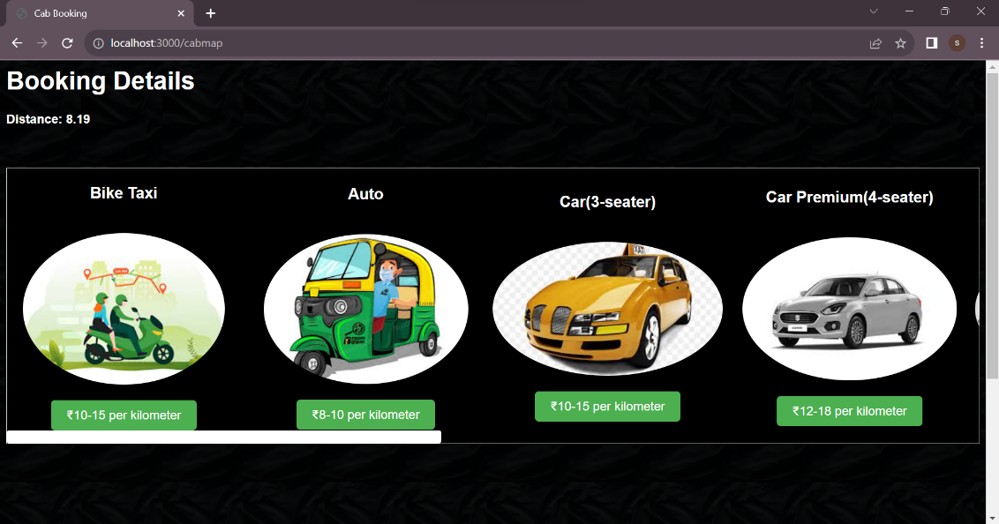 Cab Booking
localhost:3000/cabmap
s
Booking Details
Distance: 8.19
Bike Taxi
Auto
Car(3-seater)
Car Premium(4-seater)
TAXI
₹10-15 per kilometer
₹8-10 per kilometer
₹10-15 per kilometer
₹12-18 per kilometer